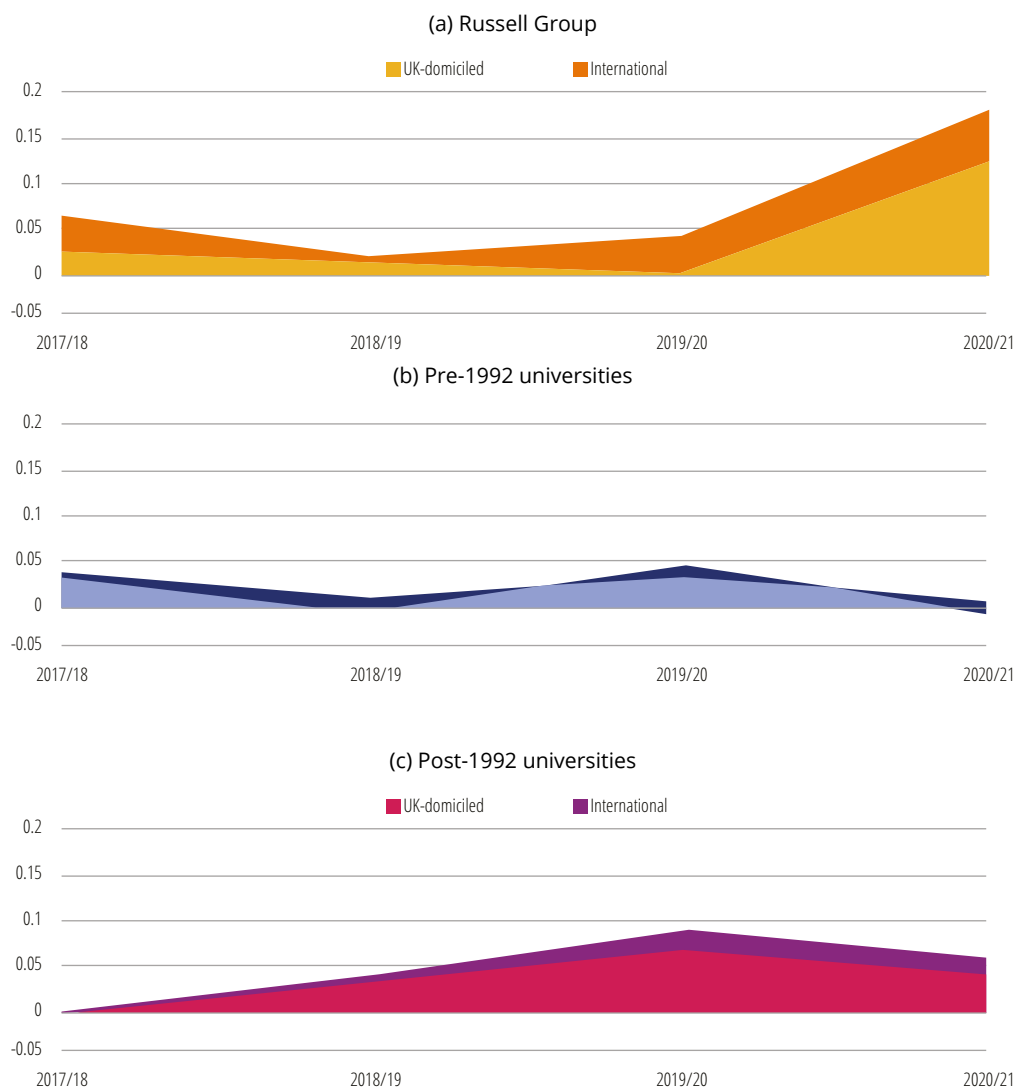 (a) Russell Group
UK-domiciled International
0.2
0.15
0.1
0.05
0
-0.05
2017/18 2018/19 2019/20 2020/21
(b) Pre-1992 universities
0.2
0.15
0.1
0.05
0
-0.05
2017/18 2018/19 2019/20 2020/21
(c) Post-1992 universities
UK-domiciled International
0.2
0.15
0.1
0.05
0
-0.05
2017/18 2018/19 2019/20 2020/21